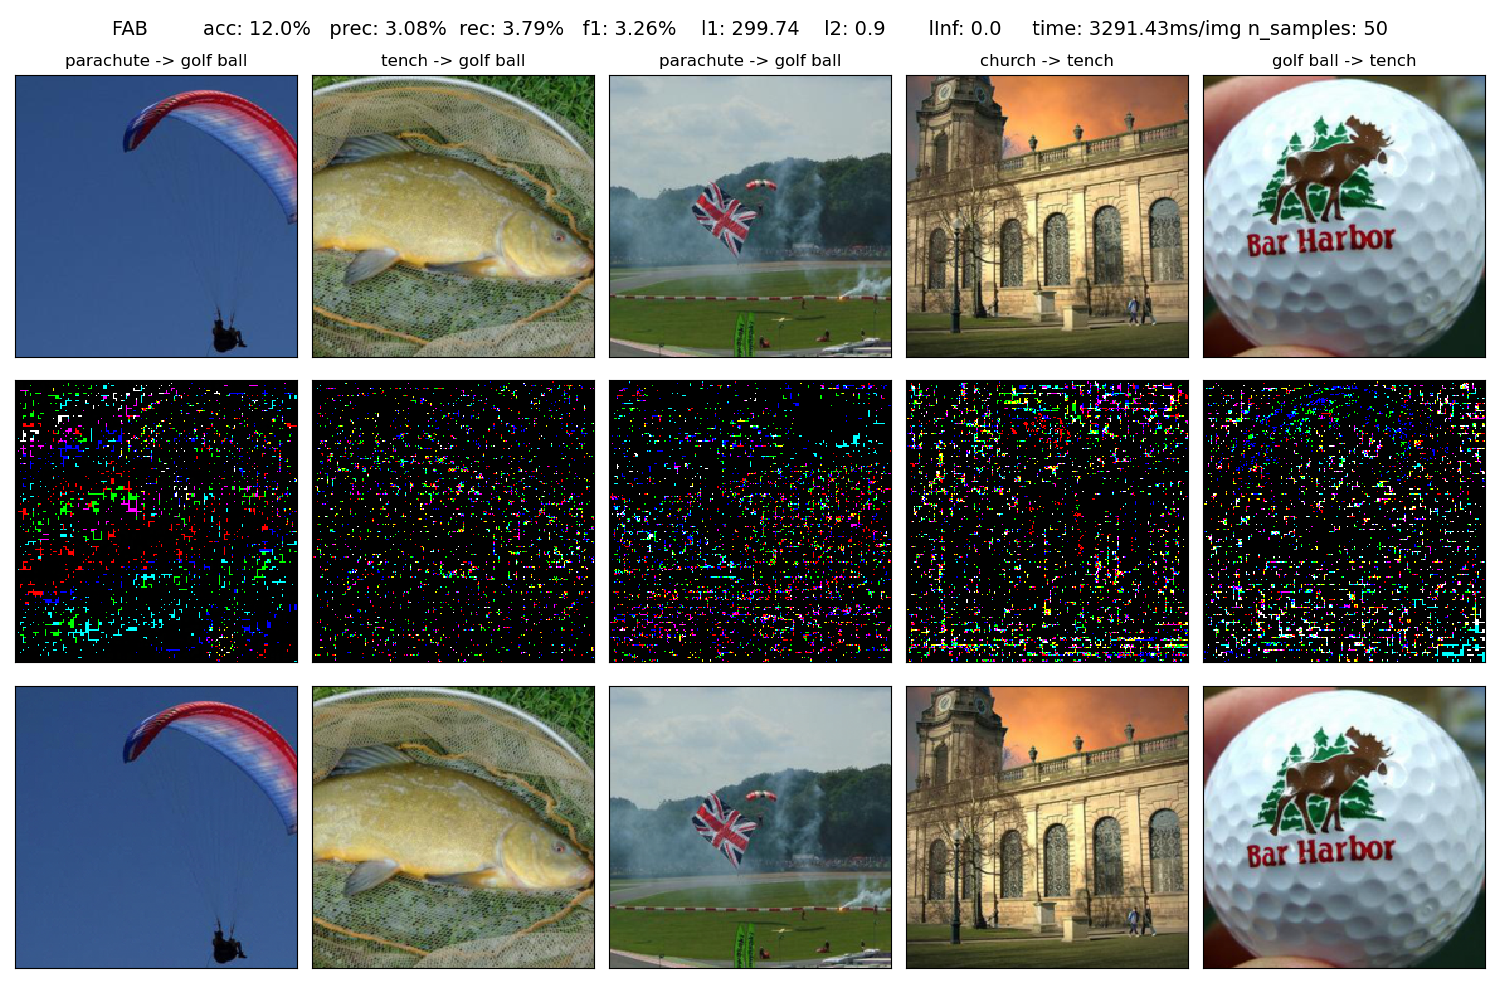 FAB acc: 12.0% prec: 3.08% rec: 3.79% f1: 3.26% l1: 299.74 l2: 0.9 lInf: 0.0 time: 3291.43ms/img n_samples: 50
parachute -> golf ball
tench -> golf ball
parachute -> golf ball
church -> tench
golf ball -> tench
Bar Harbor
Bar Harbor